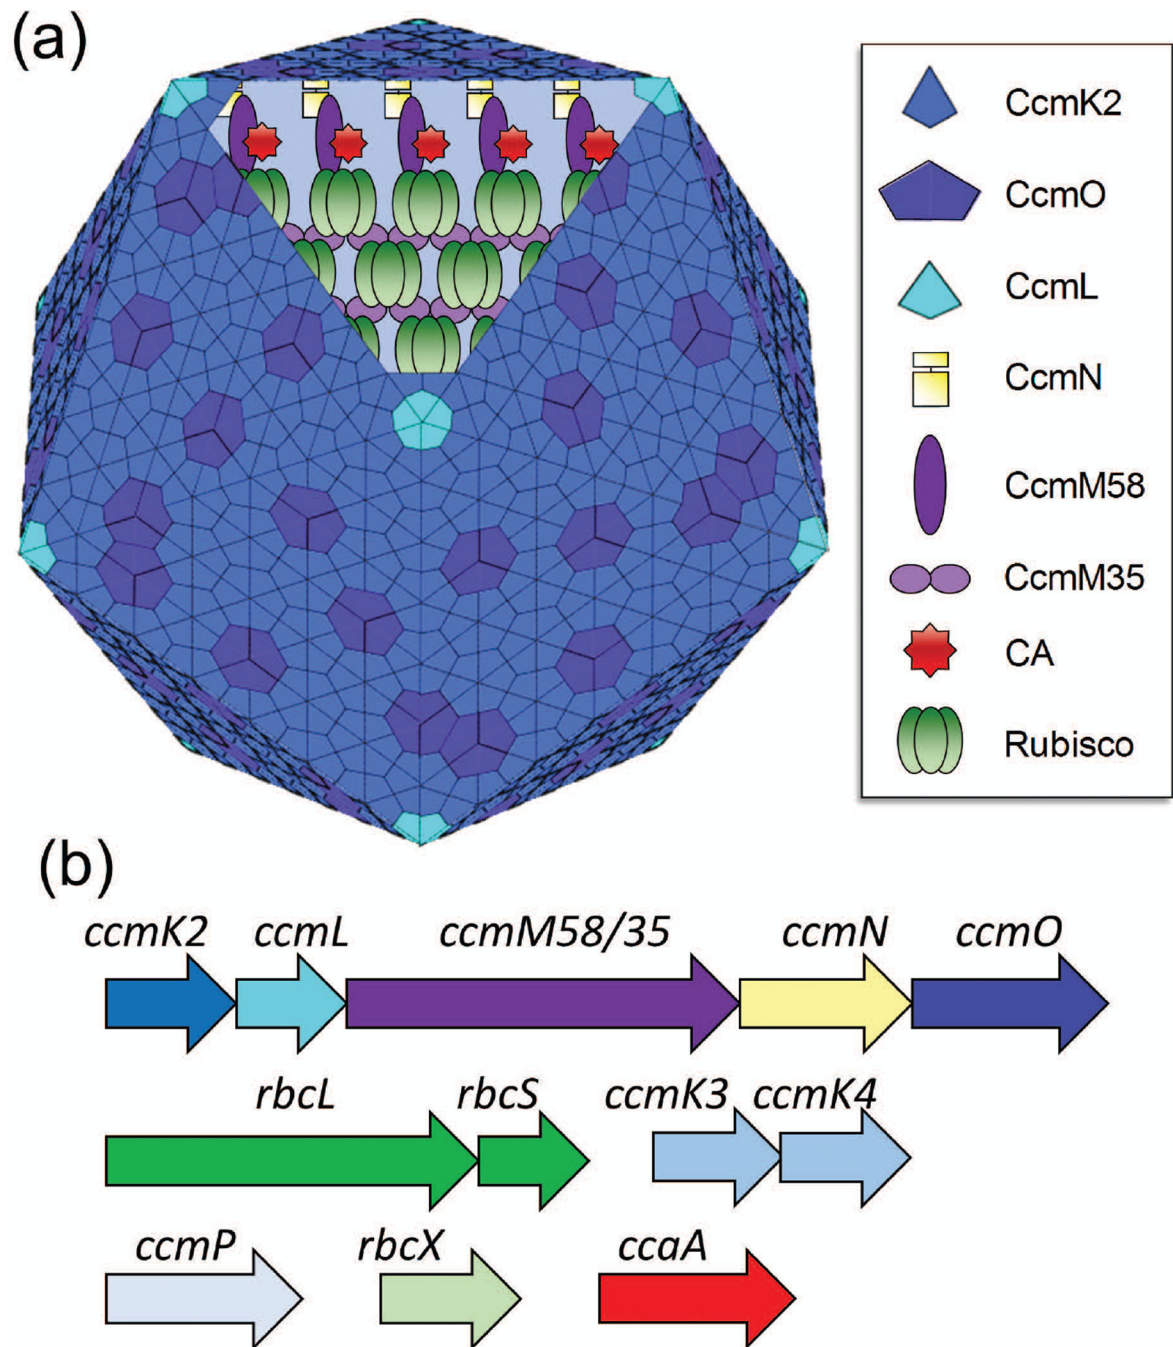 (a)
CcmK2
CcmO
CcmL
CcmN
CcmM58
CcmM35
CA
Rubisco
(b)
ccmK2 ccmL ccmM58/35 ccmN ccmO
rbcL rbcS ccmK3 ccmK4
ccmP rbcX ccaA